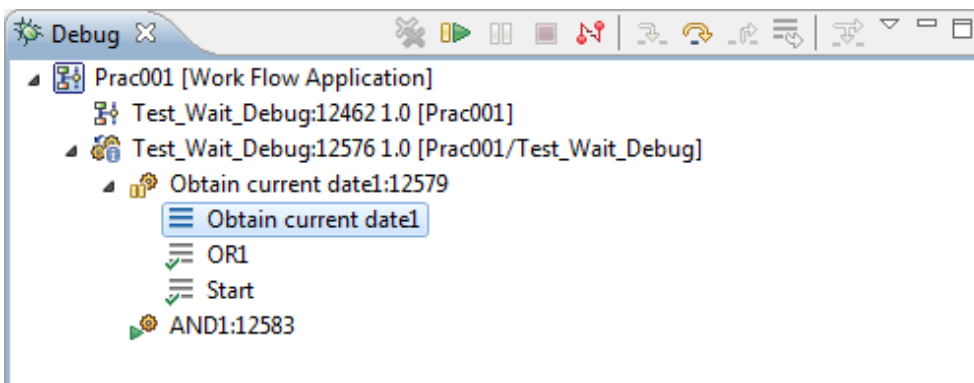 Debug
Prac001 [Work Flow Application]
Test_Wait_Debug:12462 1.0 [Prac001]
Test_Wait_Debug:12576 1.0 [Prac001/Test_Wait_Debug]
Obtain current date1:12579
Obtain current date1
OR1
Start
AND1:12583